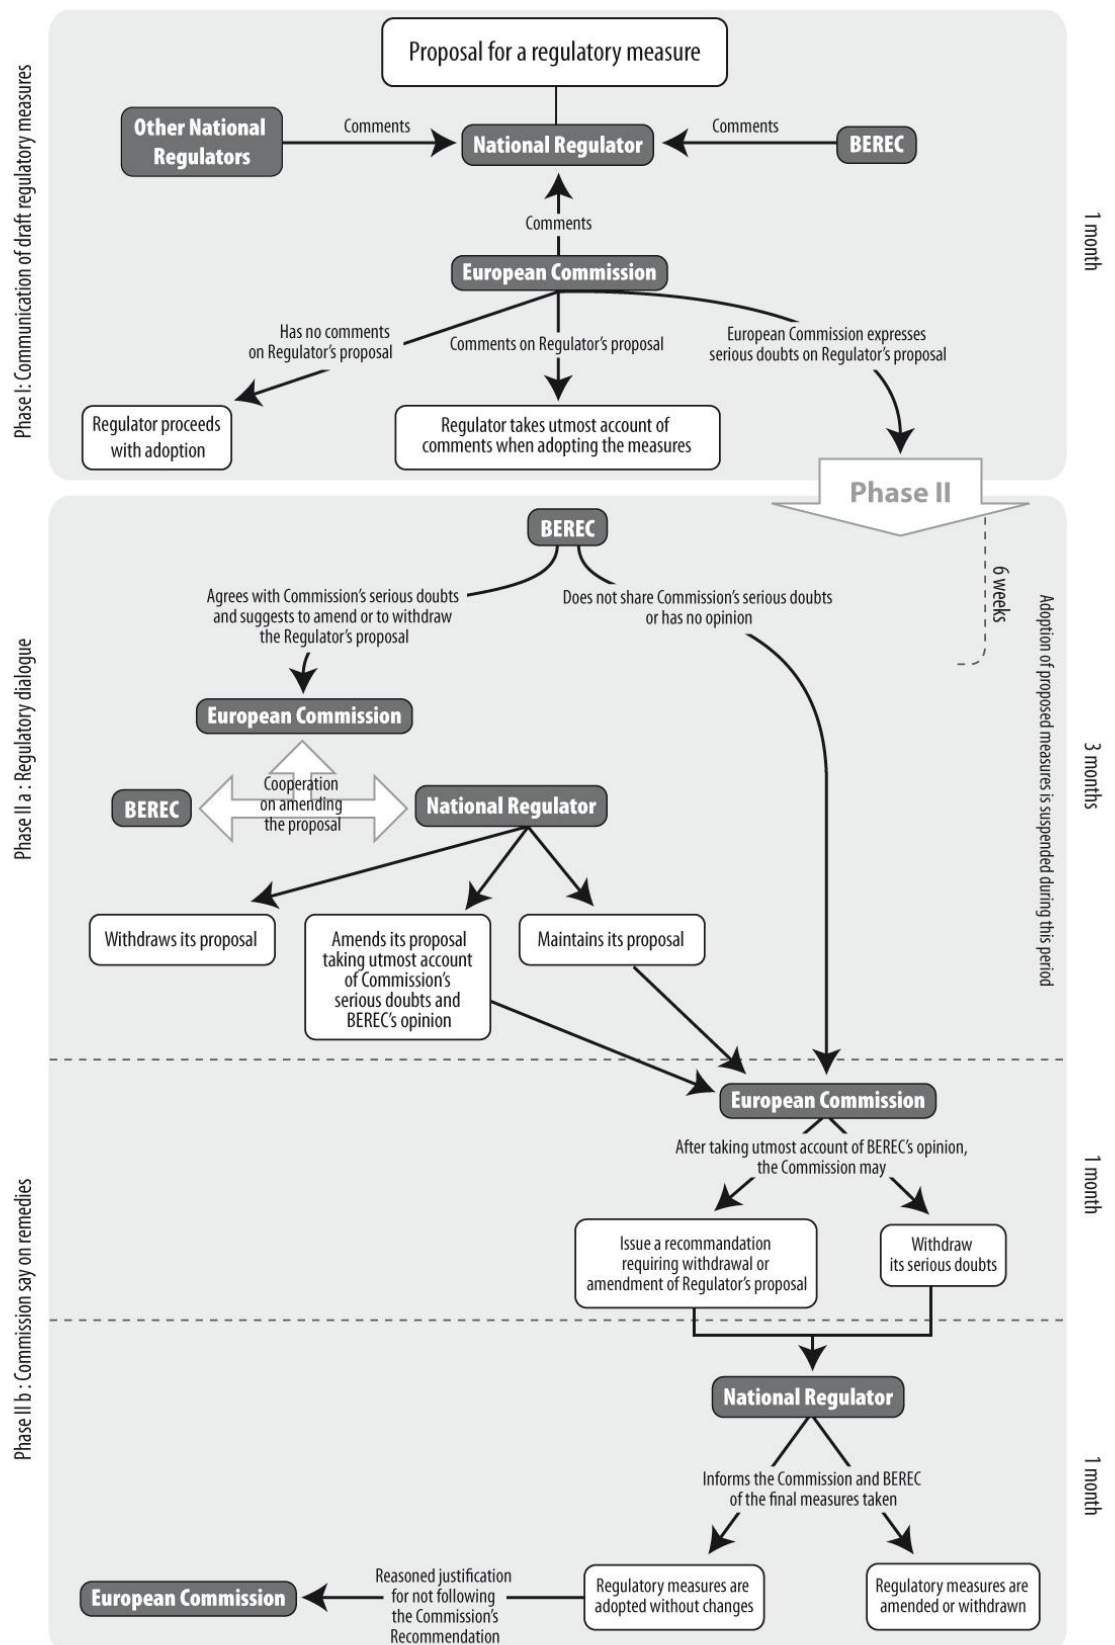 Phase I: Communication of draft regulatory measures
Proposal for a regulatory measure
Other National
Regulators
Comments
National Regulator
Comments
BEREC
Comments
European Commission
1 month
Has no comments
on Regulator's proposal
Comments on Regulator's proposal
European Commission expresses
serious doubts on Regulator's proposal
Regulator proceeds
with adoption
Regulator takes utmost account of
comments when adopting the measures
Phase II
Phase II a : Regulatory dialogue
BEREC
6 weeks
Adoption of proposed measures is suspended during this period
3 months
Agrees with Commission's serious doubts
and suggests to amend or to withdraw
the Regulator's proposal
Does not share Commission's serious doubts
or has no opinion
European Commission
BEREC
Cooperation
on amending
the proposal
National Regulator
Withdraws its proposal
Amends its proposal
taking utmost account
of Commission's
serious doubts and
BEREC's opinion
Maintains its proposal
Phase II b : Commission say on remedies
European Commission
After taking utmost account of BEREC's opinion,
the Commission may
1 month
Issue a recommandation
requiring withdrawal or
amendment of Regulator's proposal
Withdraw
its serious doubts
National Regulator
Informs the Commission and BEREC
of the final measures taken
1 month
European Commission
Reasoned justification
for not following
the Commission's
Recommendation
Regulatory measures are
adopted without changes
Regulatory measures are
amended or withdrawn